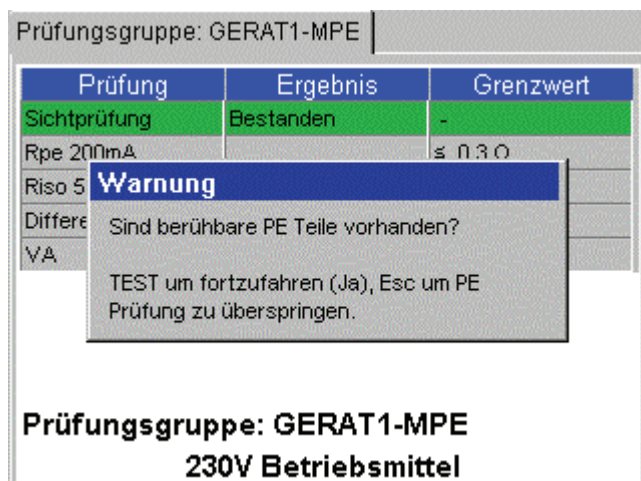 Prüfungsgruppe: GERAT1-MPE
Prüfung Ergebnis Grenzwert
Sichtprüfung Bestanden -
Rpe 200mA ≤ 0.3 Ω
Riso 5
Differe
VA
Warnung
Sind berühbare PE Teile vorhanden?
TEST um fortzufahren (Ja), Esc um PE
Prüfung zu überspringen.
Prüfungsgruppe: GERAT1-MPE
230V Betriebsmittel